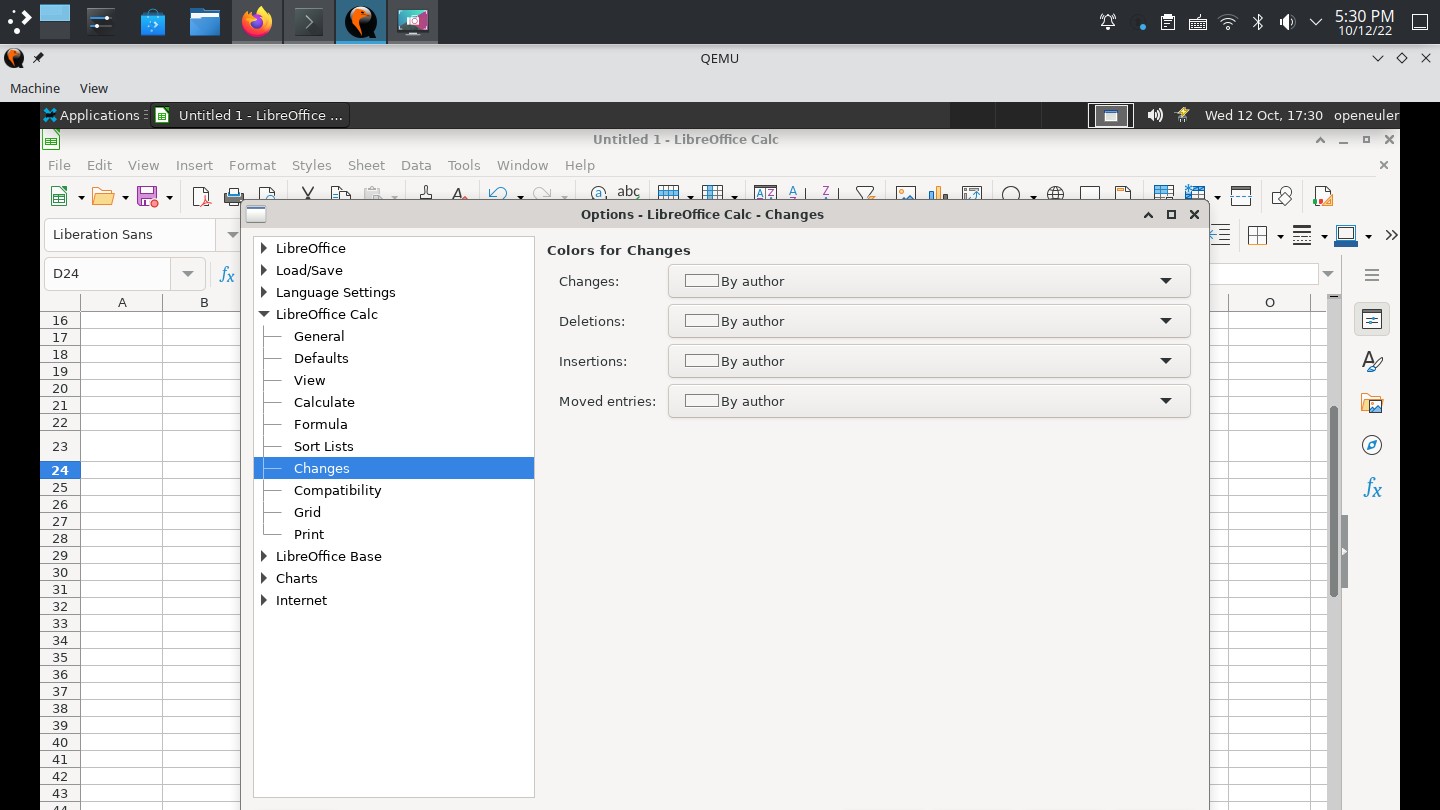 5:30 PM
10/12/22
QEMU
Machine View
Applications Untitled 1 - LibreOffice ... Wed 12 Oct, 17:30 openeuler
Untitled 1 - LibreOffice Calc
File Edit View Insert Format Styles Sheet Data Tools Window Help
abc
Options - LibreOffice Calc - Changes
Liberation Sans
D24
fx
A B O
16
17
18
19
20
21
22
23
24
25
26
27
28
29
30
31
32
33
34
35
36
37
38
39
40
41
42
43
44
LibreOffice
Load/Save
Language Settings
LibreOffice Calc
General
Defaults
View
Calculate
Formula
Sort Lists
Changes
Compatibility
Grid
Print
LibreOffice Base
Charts
Internet
Colors for Changes
Changes: By author
Deletions: By author
Insertions: By author
Moved entries: By author
fx